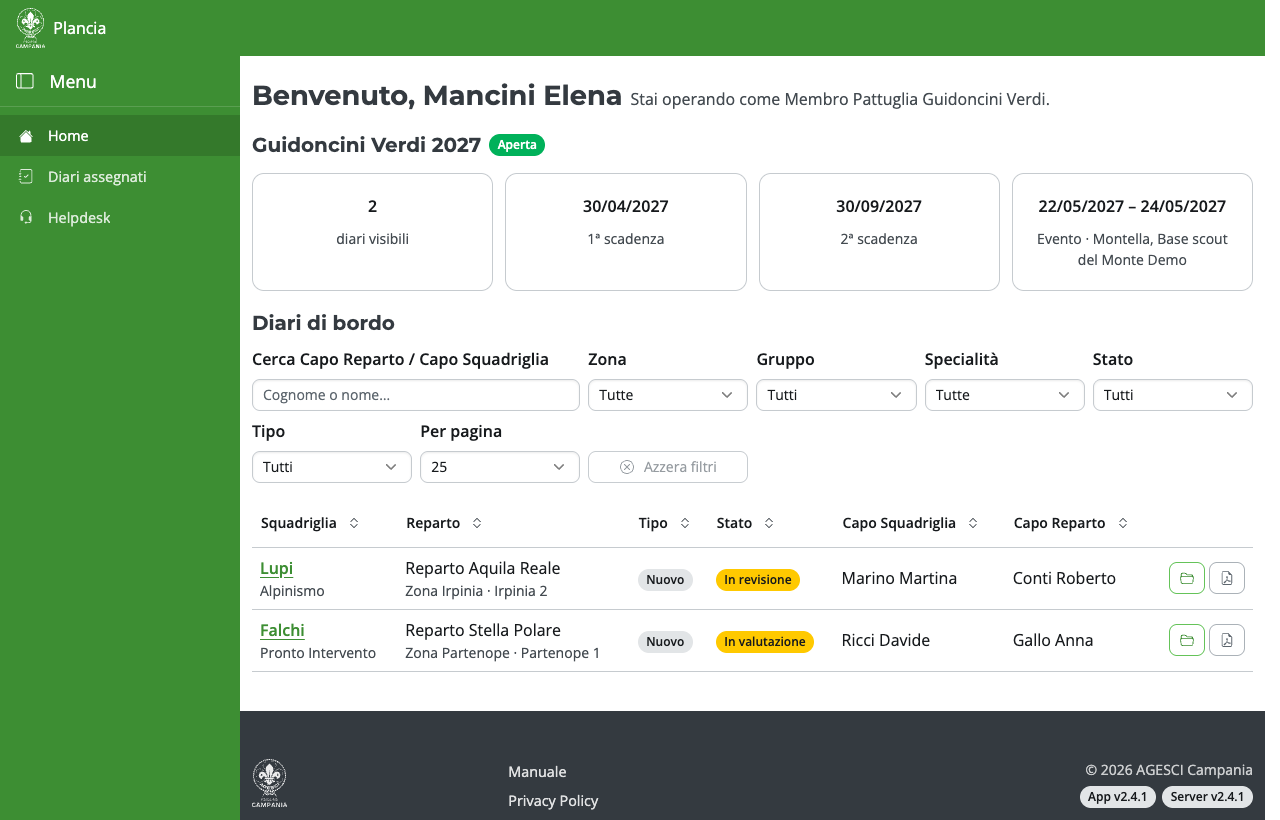 Plancia
CAMPANIA
Menu
Home
Diari assegnati
Helpdesk
Benvenuto, Mancini Elena Stai operando come Membro Pattuglia Guidoncini Verdi.
Guidoncini Verdi 2027 Aperta
2
diari visibili
30/04/2027
1ª scadenza
30/09/2027
2ª scadenza
22/05/2027 – 24/05/2027
Evento · Montella, Base scout
del Monte Demo
Diari di bordo
Cerca Capo Reparto / Capo Squadriglia
Cognome o nome...
Zona
Tutte
Gruppo
Tutti
Specialità
Tutte
Stato
Tutti
Tipo
Tutti
Per pagina
25
Azzera filtri
Squadriglia Reparto Tipo Stato Capo Squadriglia Capo Reparto
Lupi
Alpinismo
Reparto Aquila Reale
Zona Irpinia · Irpinia 2
Nuovo
In revisione
Marino Martina
Conti Roberto
Falchi
Pronto Intervento
Reparto Stella Polare
Zona Partenope · Partenope 1
Nuovo
In valutazione
Ricci Davide
Gallo Anna
CAMPANIA
Manuale
Privacy Policy
© 2026 AGESCI Campania
App v2.4.1 Server v2.4.1